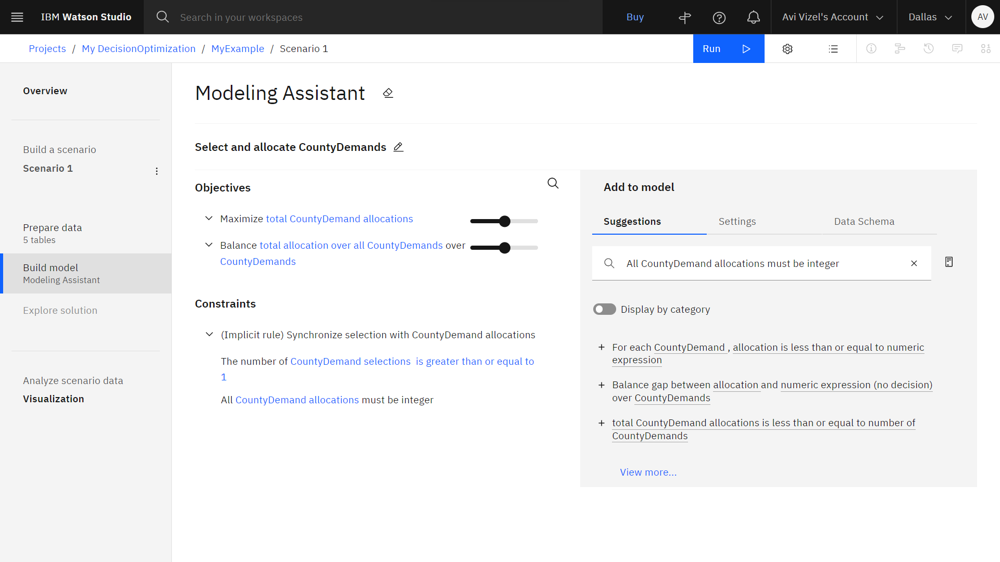 IBM Watson Studio
Search in your workspaces
Buy
Avi Vizel's Account
Dallas
AV
Projects / My DecisionOptimization / MyExample / Scenario 1
Run
Overview
Build a scenario
Scenario 1
Prepare data
5 tables
Build model
Modeling Assistant
Explore solution
Analyze scenario data
Visualization
Modeling Assistant
Select and allocate CountyDemands
Objectives
Maximize total CountyDemand allocations
Balance total allocation over all CountyDemands over
CountyDemands
Constraints
(Implicit rule) Synchronize selection with CountyDemand allocations
The number of CountyDemand selections is greater than or equal to
1
All CountyDemand allocations must be integer
Add to model
Suggestions
Settings
Data Schema
All CountyDemand allocations must be integer
Display by category
For each CountyDemand , allocation is less than or equal to numeric
expression
Balance gap between allocation and numeric expression (no decision)
over CountyDemands
total CountyDemand allocations is less than or equal to number of
CountyDemands
View more...